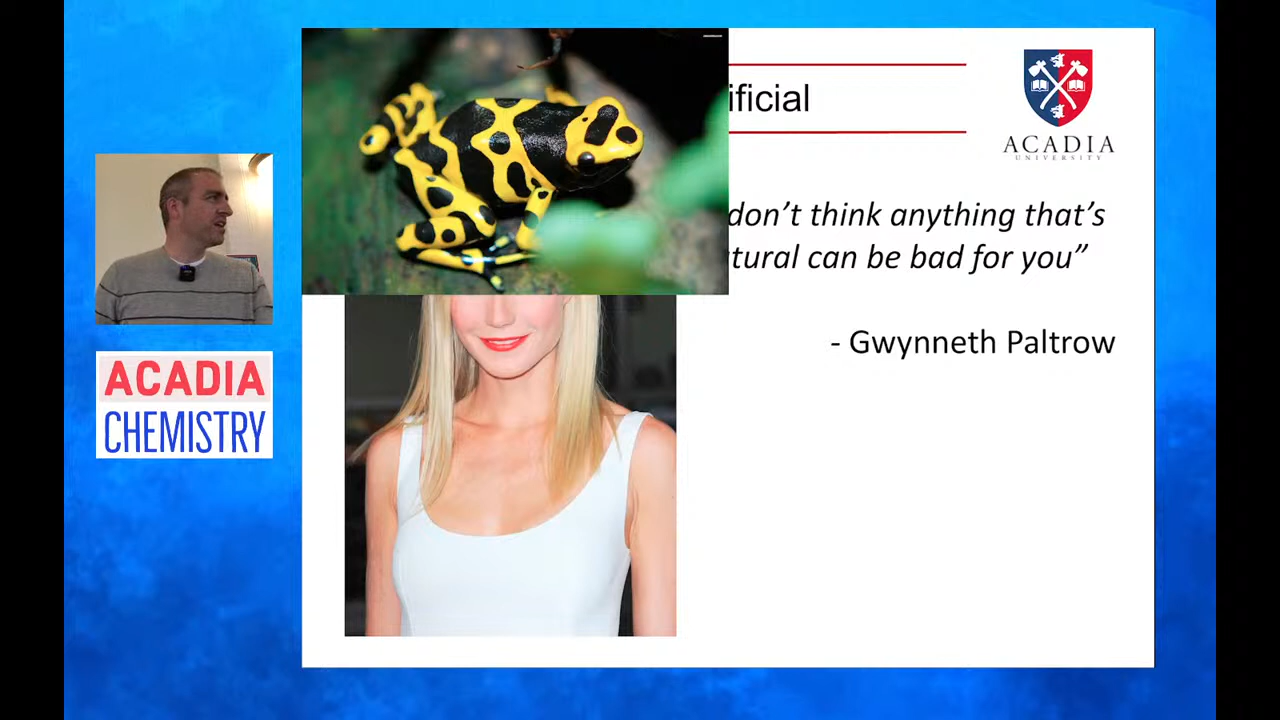 ificial
ACADIA
UNIVERSITY
don’t think anything that’s
tural can be bad for you”
- Gwynneth Paltrow
ACADIA
CHEMISTRY